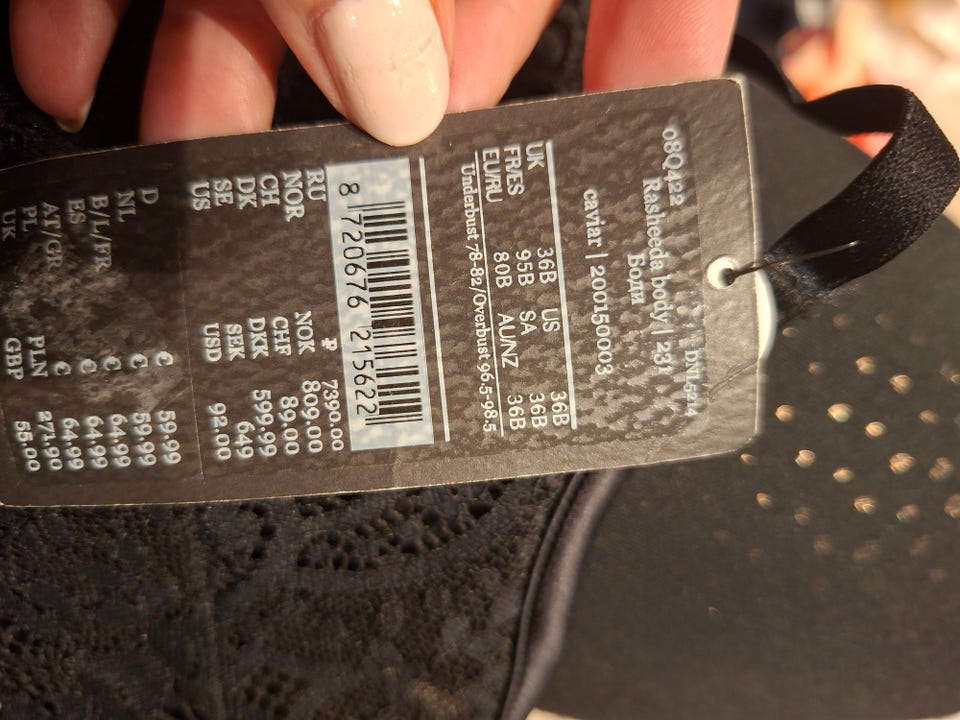 08Q422
Rasheeda body | 231
Боди
caviar | 200150003
UK 36B US 36B
FR/ES 95B SA 36B
EU/RU 80B AU/NZ 36B
Underbust 78-82/Overbust 96.5-98.5
8 720676 215622
RU ₽ 7390.00
NOR NOK 809.00
CH CHF 89.00
DK DKK 599.99
SE SEK 649
US USD 92.00
D € 59.99
NL € 59.99
B/L/FR € 64.99
ES € 64.99
AT/GR € 64.99
PL PLN 271.90
UK GBP 55.00